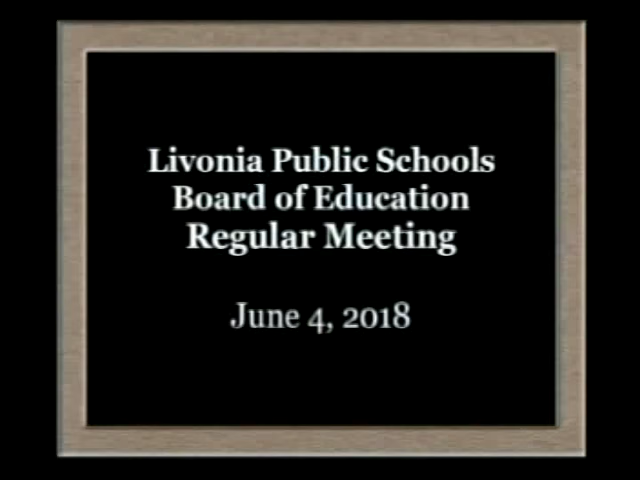 Livonia Public Schools
Board of Education
Regular Meeting
June 4, 2018